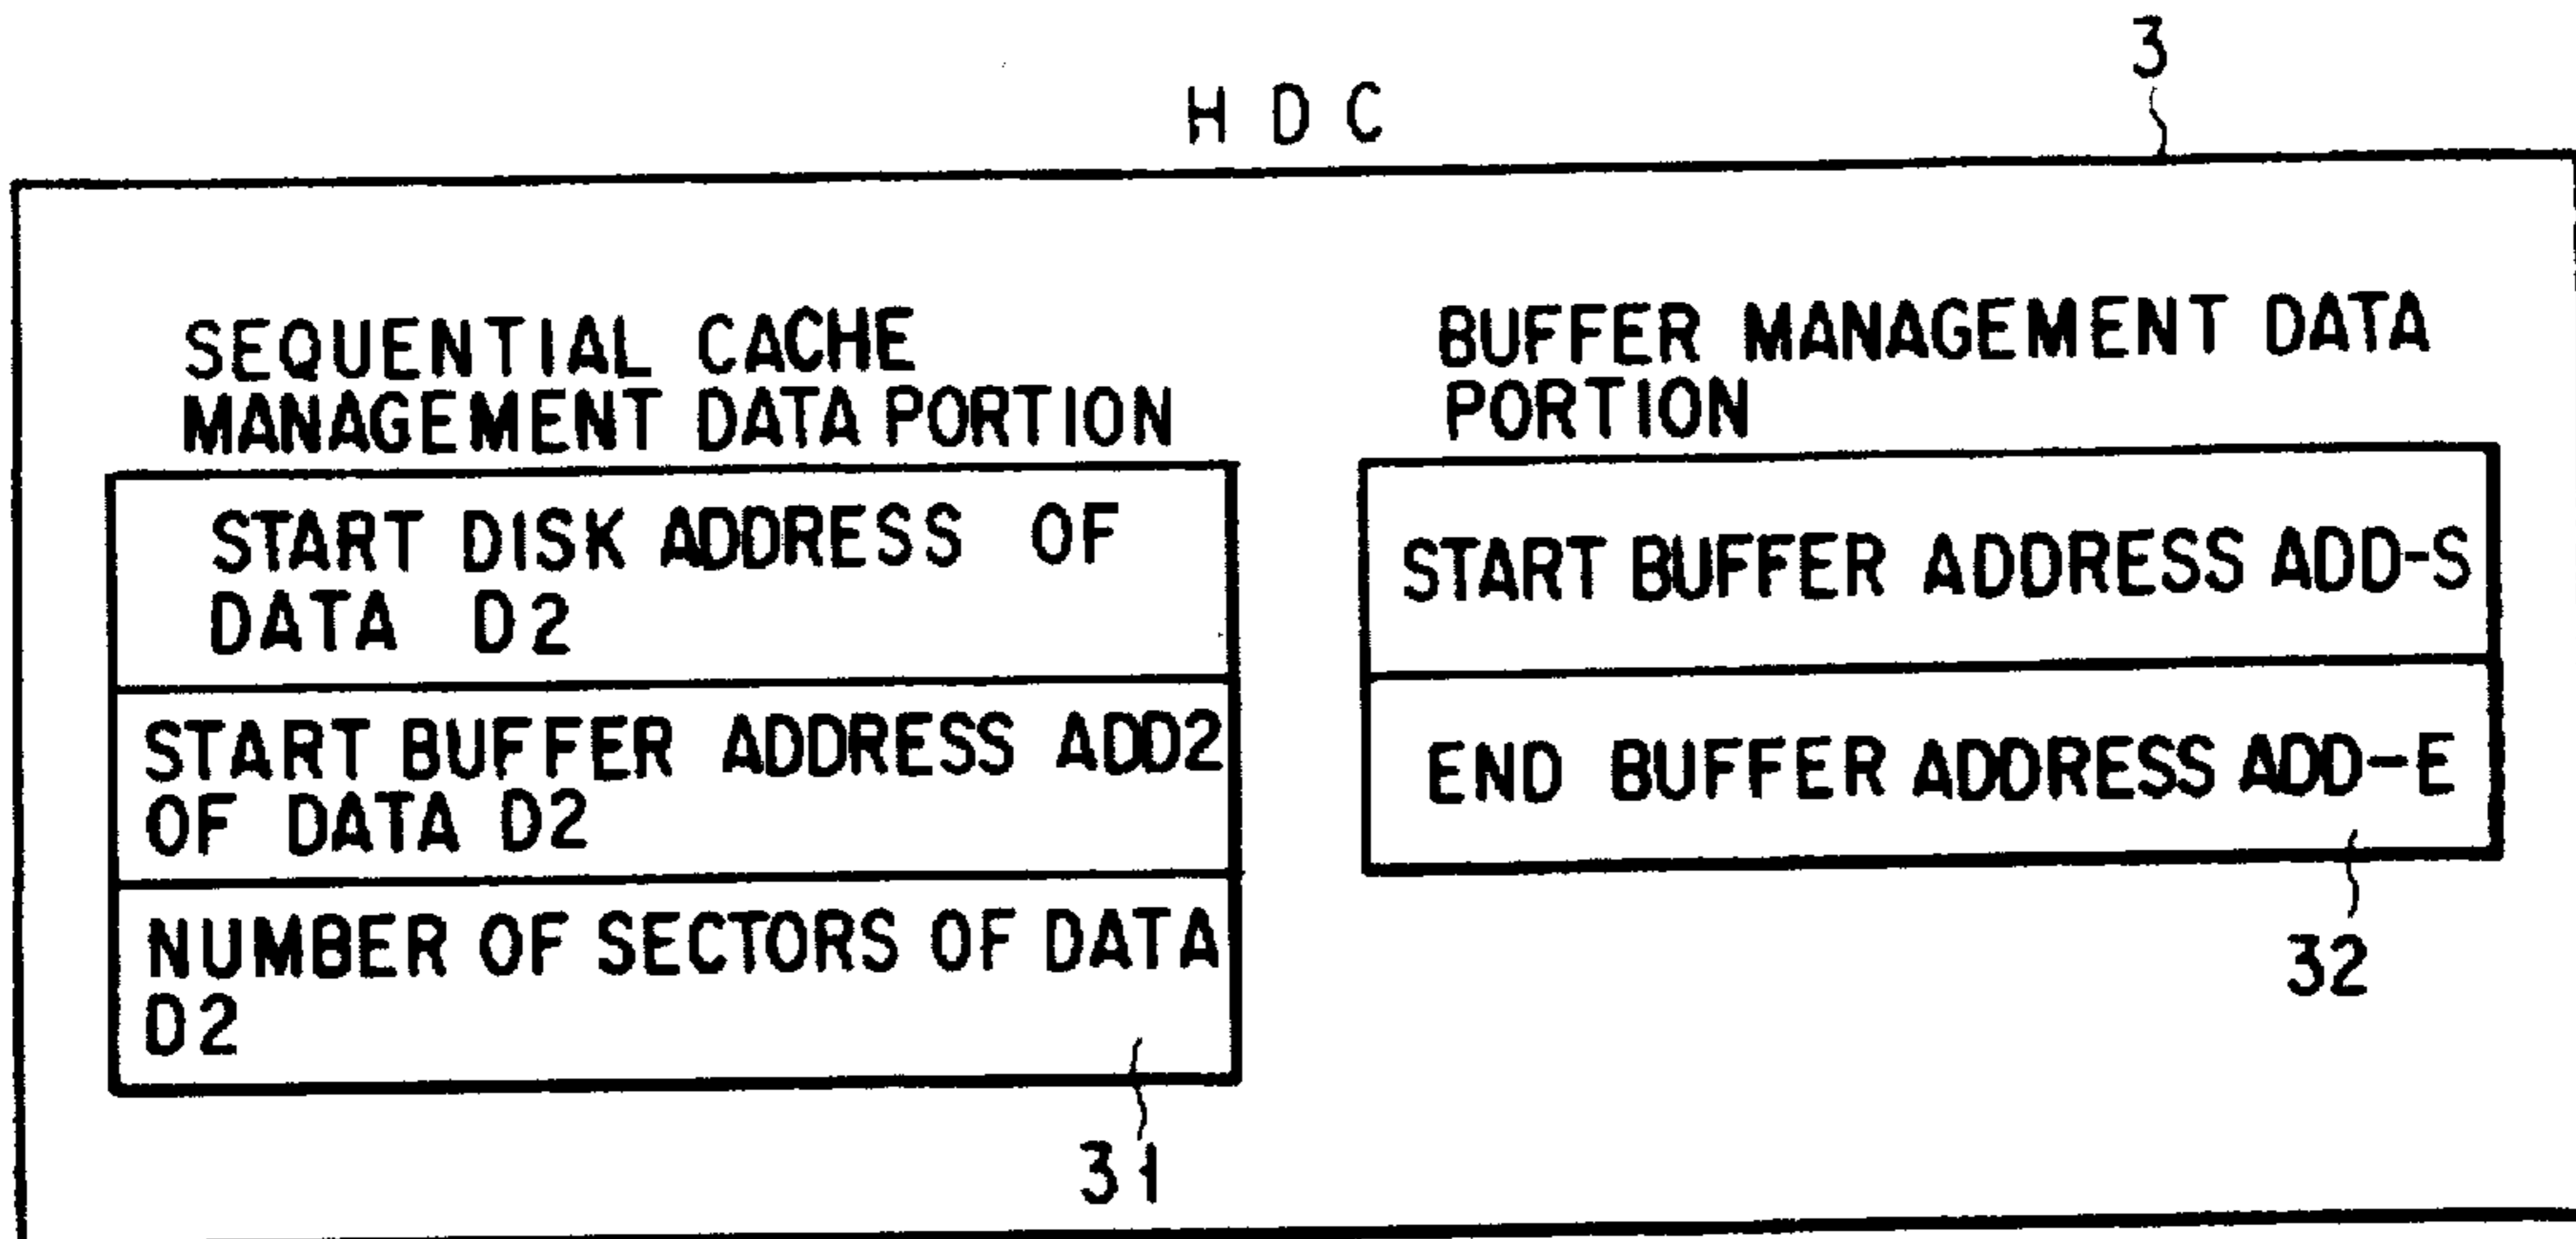 3
H D C
SEQUENTIAL CACHE
MANAGEMENT DATA PORTION
START DISK ADDRESS OF
DATA D2
START BUFFER ADDRESS ADD2
OF DATA D2
NUMBER OF SECTORS OF DATA
D2
31
BUFFER MANAGEMENT DATA
PORTION
START BUFFER ADDRESS ADD-S
END BUFFER ADDRESS ADD-E
32